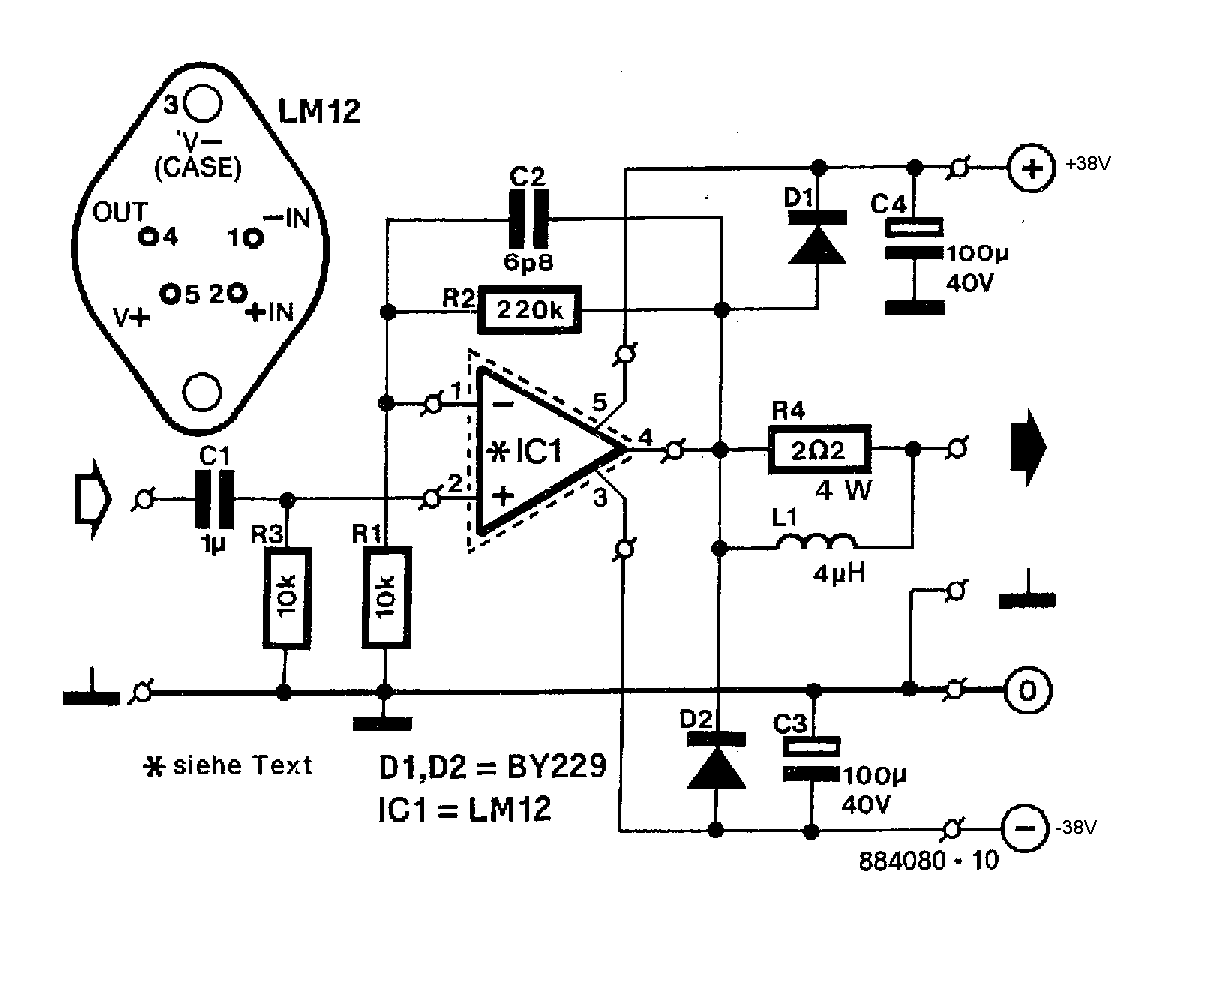 3
LM12
'V–
(CASE)
OUT
–IN
4
1
5
2
V+
+IN
C1
1µ
R3
10k
R1
10k
C2
6p8
R2
220k
1
–
* IC1
2
+
5
4
3
D1
C4
100µ
40V
+
+38V
R4
2Ω2
4 W
L1
4µH
0
D2
C3
100µ
40V
–
-38V
* siehe Text
D1,D2 = BY229
IC1 = LM12
884080 · 10